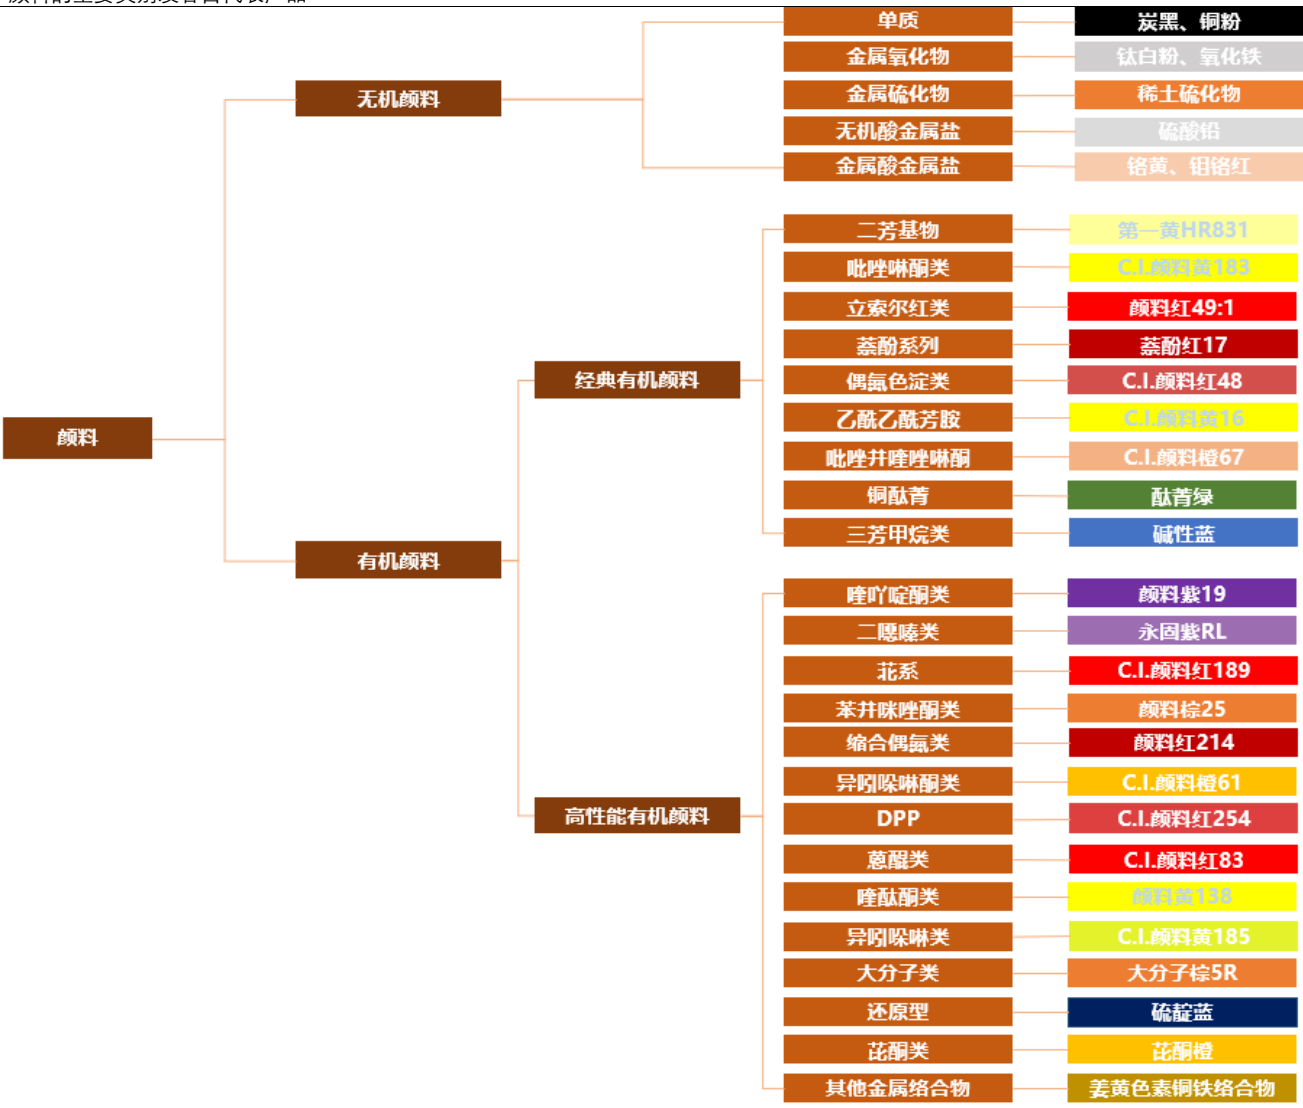 颜料的主要类别及各自代表产品
单质
炭黑、铜粉
金属氧化物
钛白粉、氧化铁
无机颜料
金属硫化物
稀土硫化物
无机酸金属盐
硫酸铅
金属酸金属盐
铬黄、钼铬红
二芳基物
第一黄HR831
吡唑啉酮类
C.I.颜料黄183
立索尔红类
颜料红49:1
萘酚系列
萘酚红17
经典有机颜料
偶氮色淀类
C.I.颜料红48
乙酰乙酰芳胺
C.I.颜料黄16
颜料
吡唑并喹唑啉酮
C.I.颜料橙67
铜酞菁
酞菁绿
三芳甲烷类
碱性蓝
有机颜料
喹吖啶酮类
颜料紫19
二噁嗪类
永固紫RL
苝系
C.I.颜料红189
苯并咪唑酮类
颜料棕25
缩合偶氮类
颜料红214
异吲哚啉酮类
C.I.颜料橙61
高性能有机颜料
DPP
C.I.颜料红254
蒽醌类
C.I.颜料红83
喹酞酮类
颜料黄138
异吲哚啉类
C.I.颜料黄185
大分子类
大分子棕5R
还原型
硫靛蓝
芘酮类
芘酮橙
其他金属络合物
姜黄色素铜铁络合物